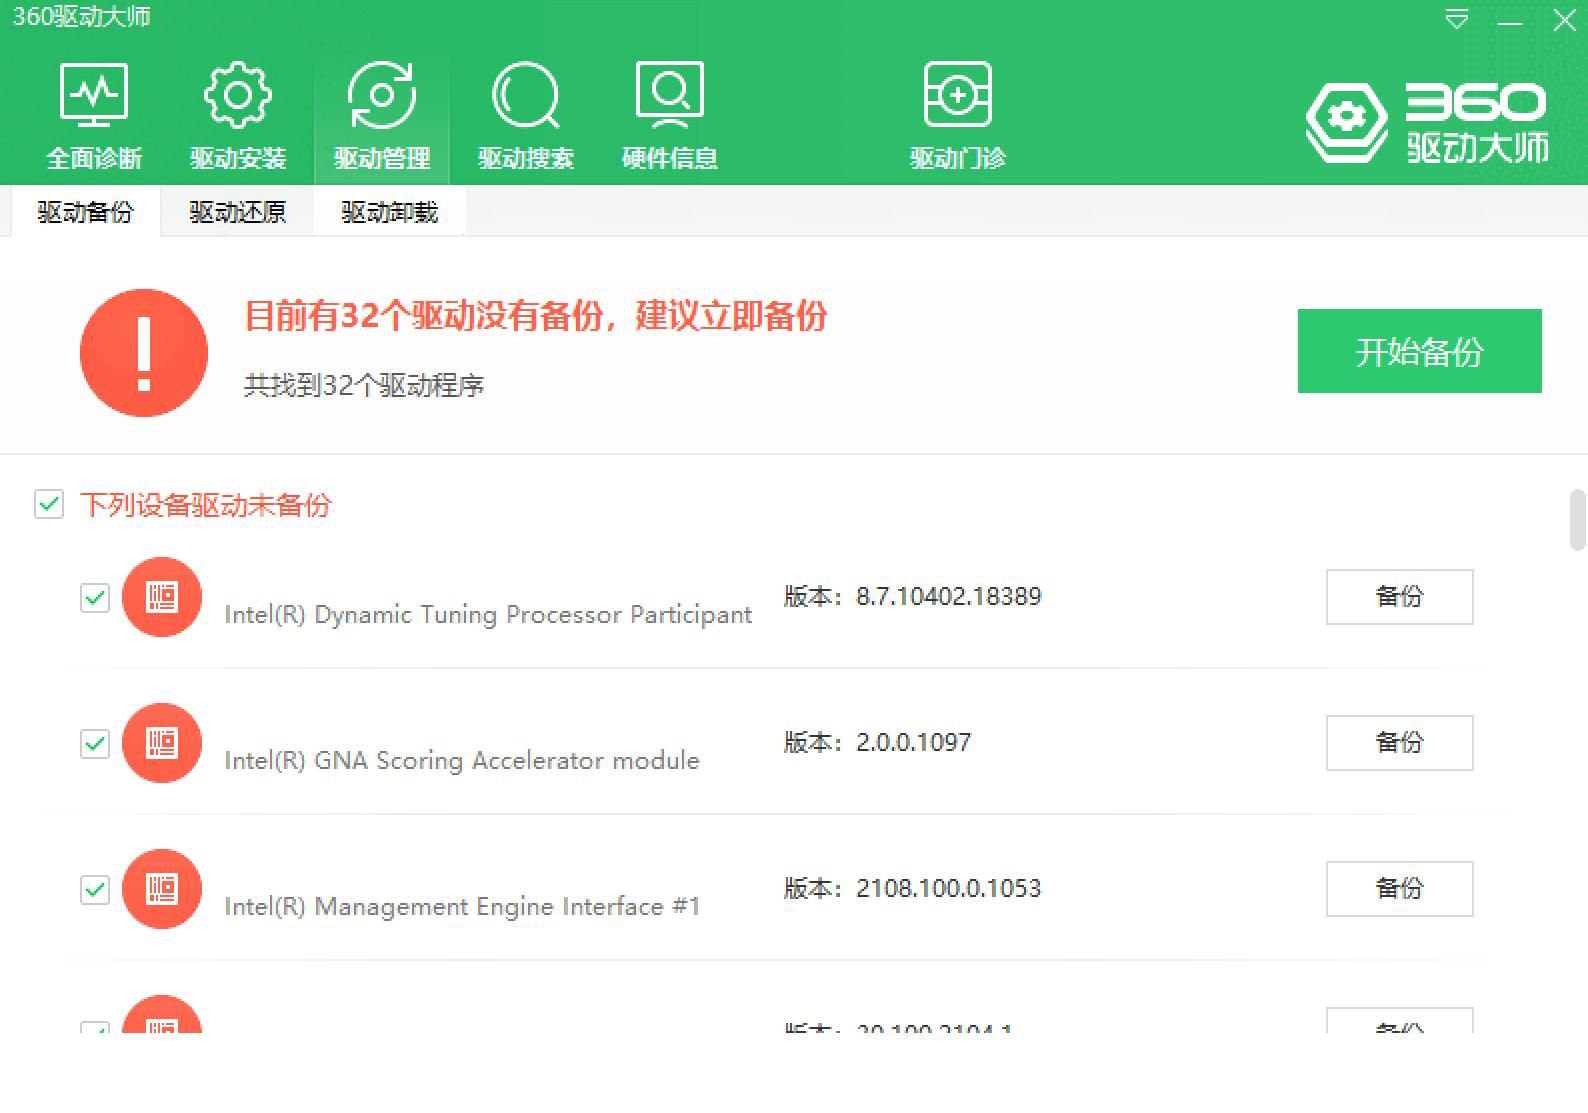 360驱动大师
全面诊断 驱动安装 驱动管理 驱动搜索 硬件信息 驱动门诊
360
驱动大师
驱动备份 驱动还原 驱动卸载
目前有32个驱动没有备份，建议立即备份
共找到32个驱动程序
开始备份
下列设备驱动未备份
Intel(R) Dynamic Tuning Processor Participant 版本：8.7.10402.18389 备份
Intel(R) GNA Scoring Accelerator module 版本：2.0.0.1097 备份
Intel(R) Management Engine Interface #1 版本：2108.100.0.1053 备份
版本：30.100.2104.1 备份